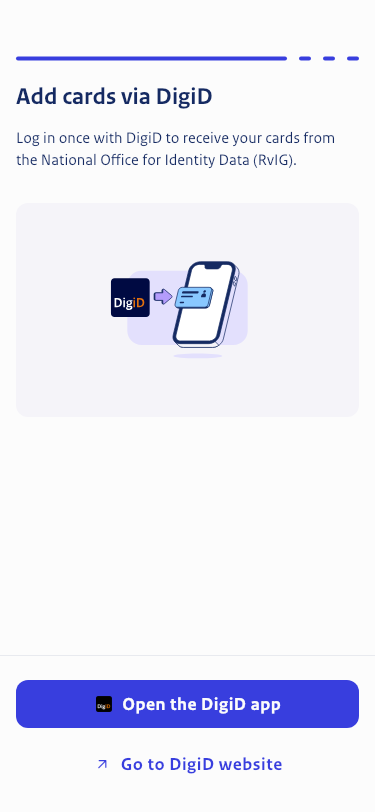 Add cards via DigiD
Log in once with DigiD to receive your cards from
the National Office for Identity Data (RvIG).
DigiD
DigiD Open the DigiD app
Go to DigiD website